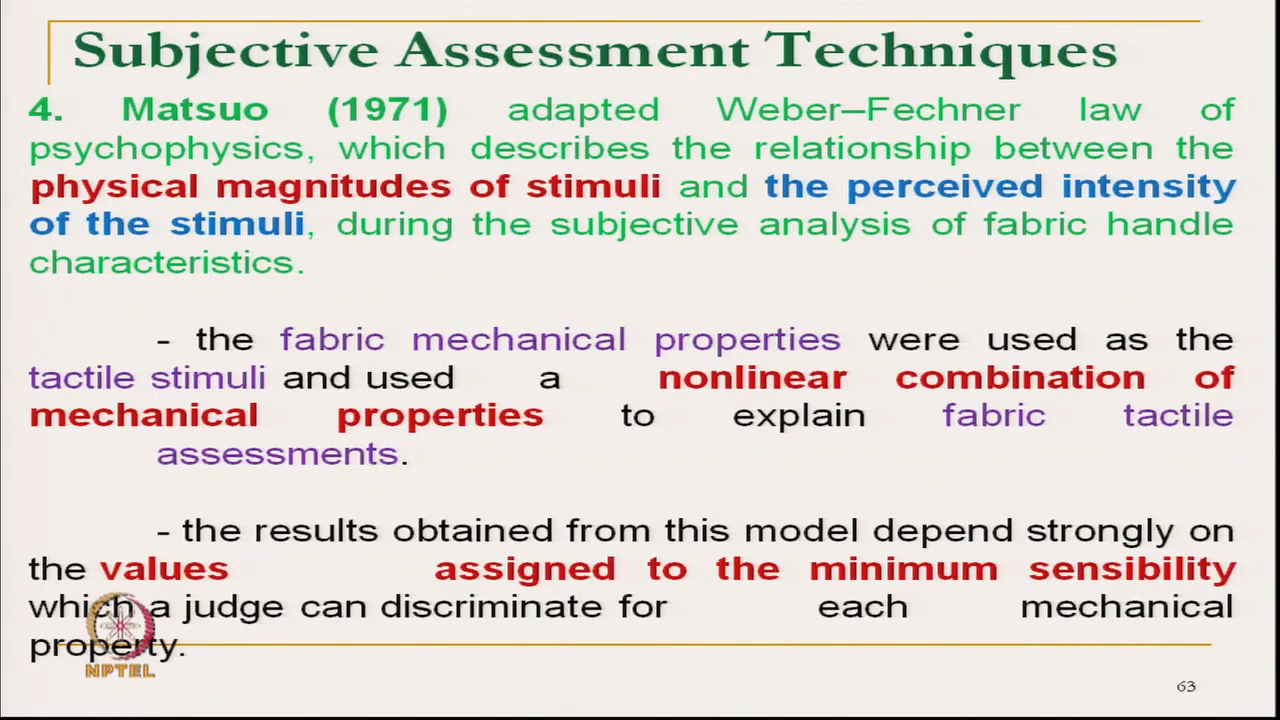 Subjective Assessment Techniques
4. Matsuo (1971) adapted Weber–Fechner law of
psychophysics, which describes the relationship between the
physical magnitudes of stimuli and the perceived intensity
of the stimuli, during the subjective analysis of fabric handle
characteristics.
- the fabric mechanical properties were used as the
tactile stimuli and used a nonlinear combination of
mechanical properties to explain fabric tactile
assessments.
- the results obtained from this model depend strongly on
the values assigned to the minimum sensibility
which a judge can discriminate for each mechanical
property.
NPTEL
63